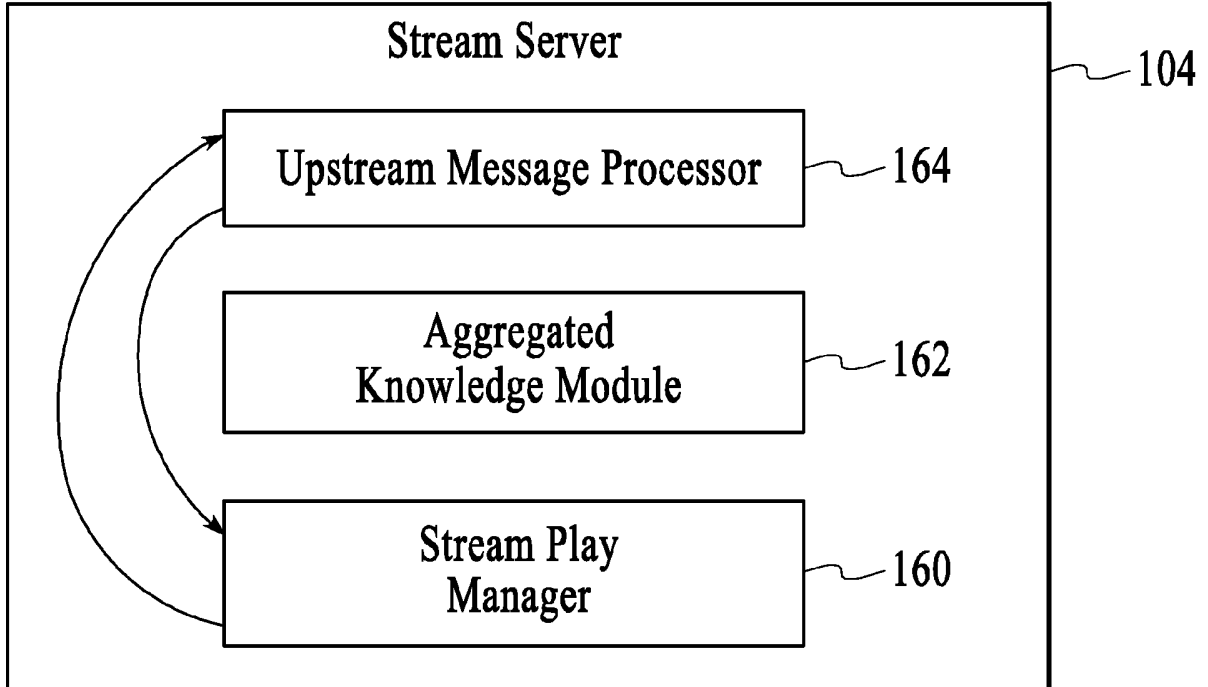 Stream Server
104
Upstream Message Processor
164
Aggregated
Knowledge Module
162
Stream Play
Manager
160